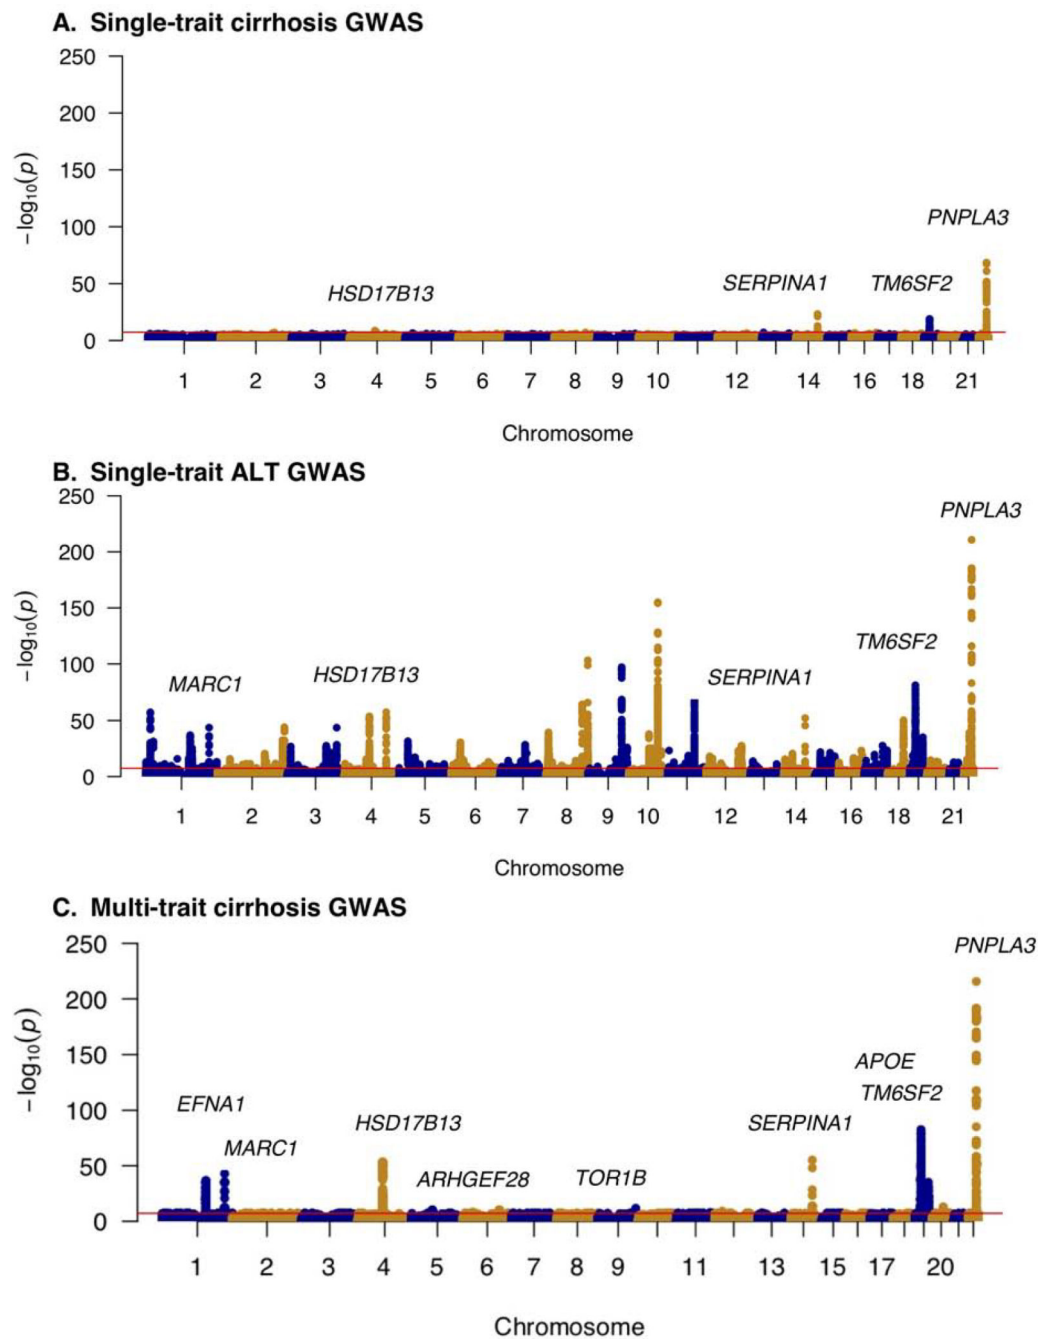 A. Single-trait cirrhosis GWAS
250
200
150
100
50
0
−log10(p)
PNPLA3
HSD17B13
SERPINA1
TM6SF2
1 2 3 4 5 6 7 8 9 10 12 14 16 18 21
Chromosome
B. Single-trait ALT GWAS
250
200
150
100
50
0
−log10(p)
PNPLA3
TM6SF2
MARC1
HSD17B13
SERPINA1
1 2 3 4 5 6 7 8 9 10 12 14 16 18 21
Chromosome
C. Multi-trait cirrhosis GWAS
250
200
150
100
50
0
−log10(p)
PNPLA3
APOE
TM6SF2
EFNA1
HSD17B13
SERPINA1
MARC1
ARHGEF28
TOR1B
1 2 3 4 5 6 7 8 9 11 13 15 17 20
Chromosome